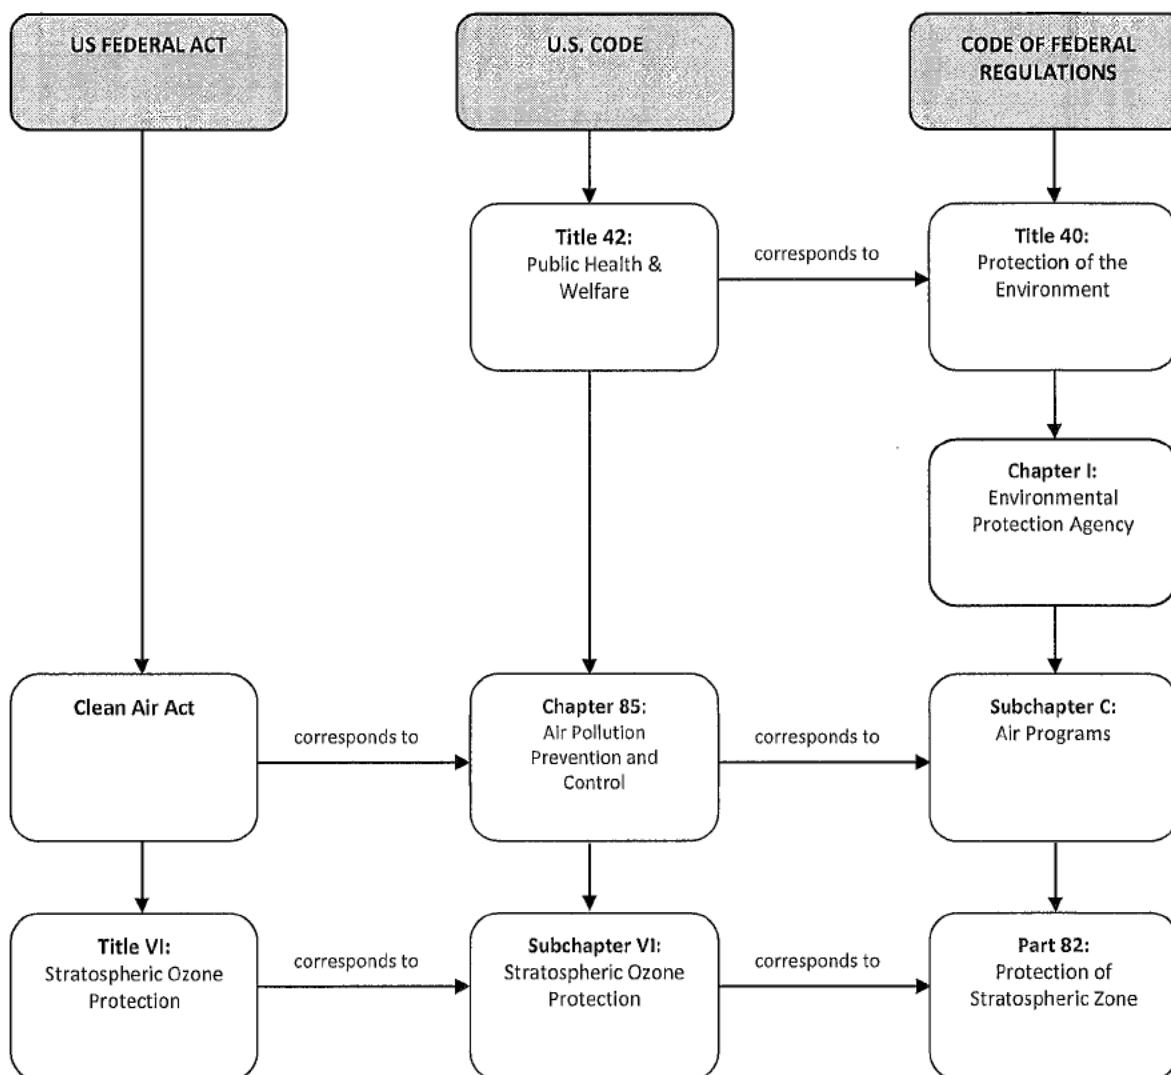 US FEDERAL ACT
U.S. CODE
CODE OF FEDERAL
REGULATIONS
Title 42:
Public Health &
Welfare
corresponds to
Title 40:
Protection of the
Environment
Chapter I:
Environmental
Protection Agency
Clean Air Act
corresponds to
Chapter 85:
Air Pollution
Prevention and
Control
corresponds to
Subchapter C:
Air Programs
Title VI:
Stratospheric Ozone
Protection
corresponds to
Subchapter VI:
Stratospheric Ozone
Protection
corresponds to
Part 82:
Protection of
Stratospheric Zone